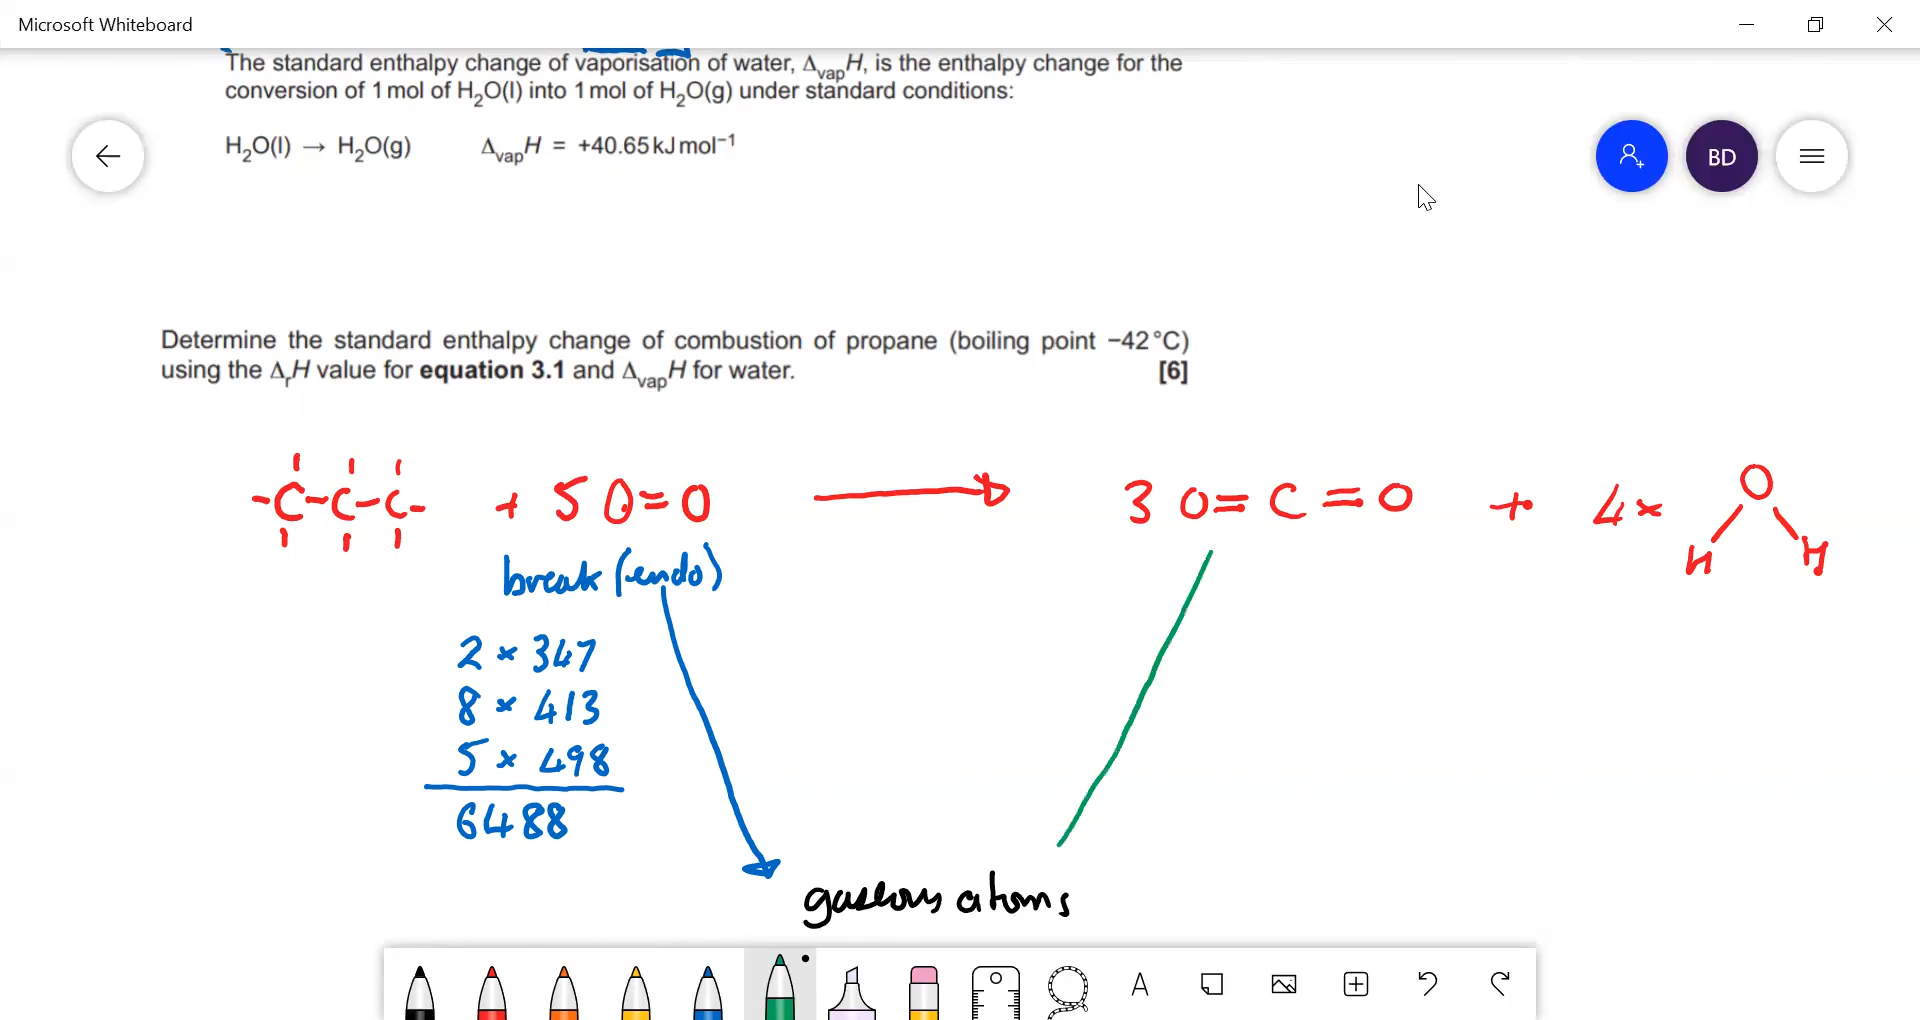 Microsoft Whiteboard
The standard enthalpy change of vaporisation of water, ΔvapH, is the enthalpy change for the
conversion of 1 mol of H₂O(l) into 1 mol of H₂O(g) under standard conditions:
H₂O(l) → H₂O(g) ΔvapH = +40.65 kJ mol⁻¹
BD
Determine the standard enthalpy change of combustion of propane (boiling point −42 °C)
using the ΔrH value for equation 3.1 and ΔvapH for water. [6]
-C-C-C- + 5 O=O → 3 O=C=O + 4× O
H H
break (endo)
2 × 347
8 × 413
5 × 498
6488
gaseous atoms
A